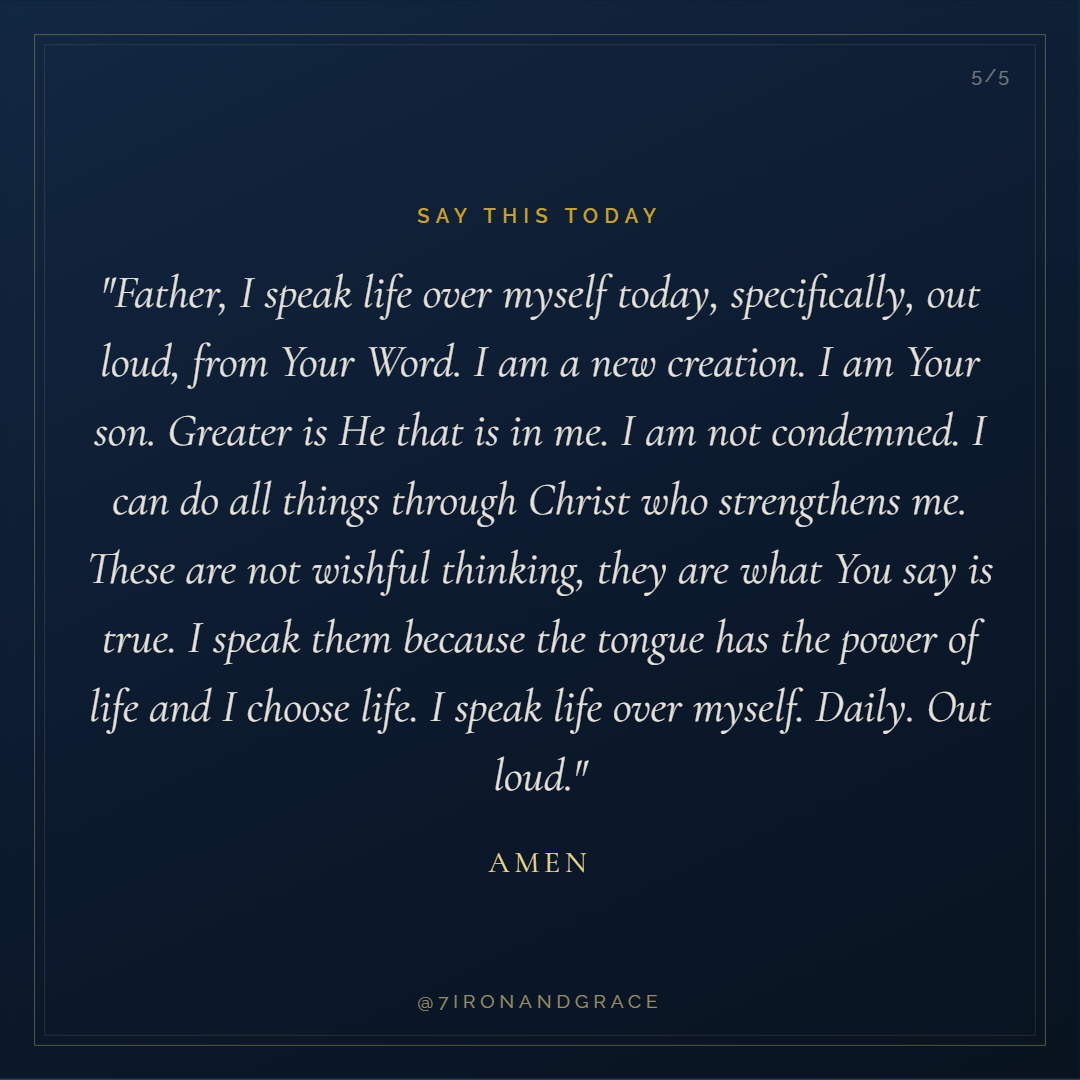 5/5
SAY THIS TODAY
"Father, I speak life over myself today, specifically, out
loud, from Your Word. I am a new creation. I am Your
son. Greater is He that is in me. I am not condemned. I
can do all things through Christ who strengthens me.
These are not wishful thinking, they are what You say is
true. I speak them because the tongue has the power of
life and I choose life. I speak life over myself. Daily. Out
loud."
AMEN
@7IRONANDGRACE